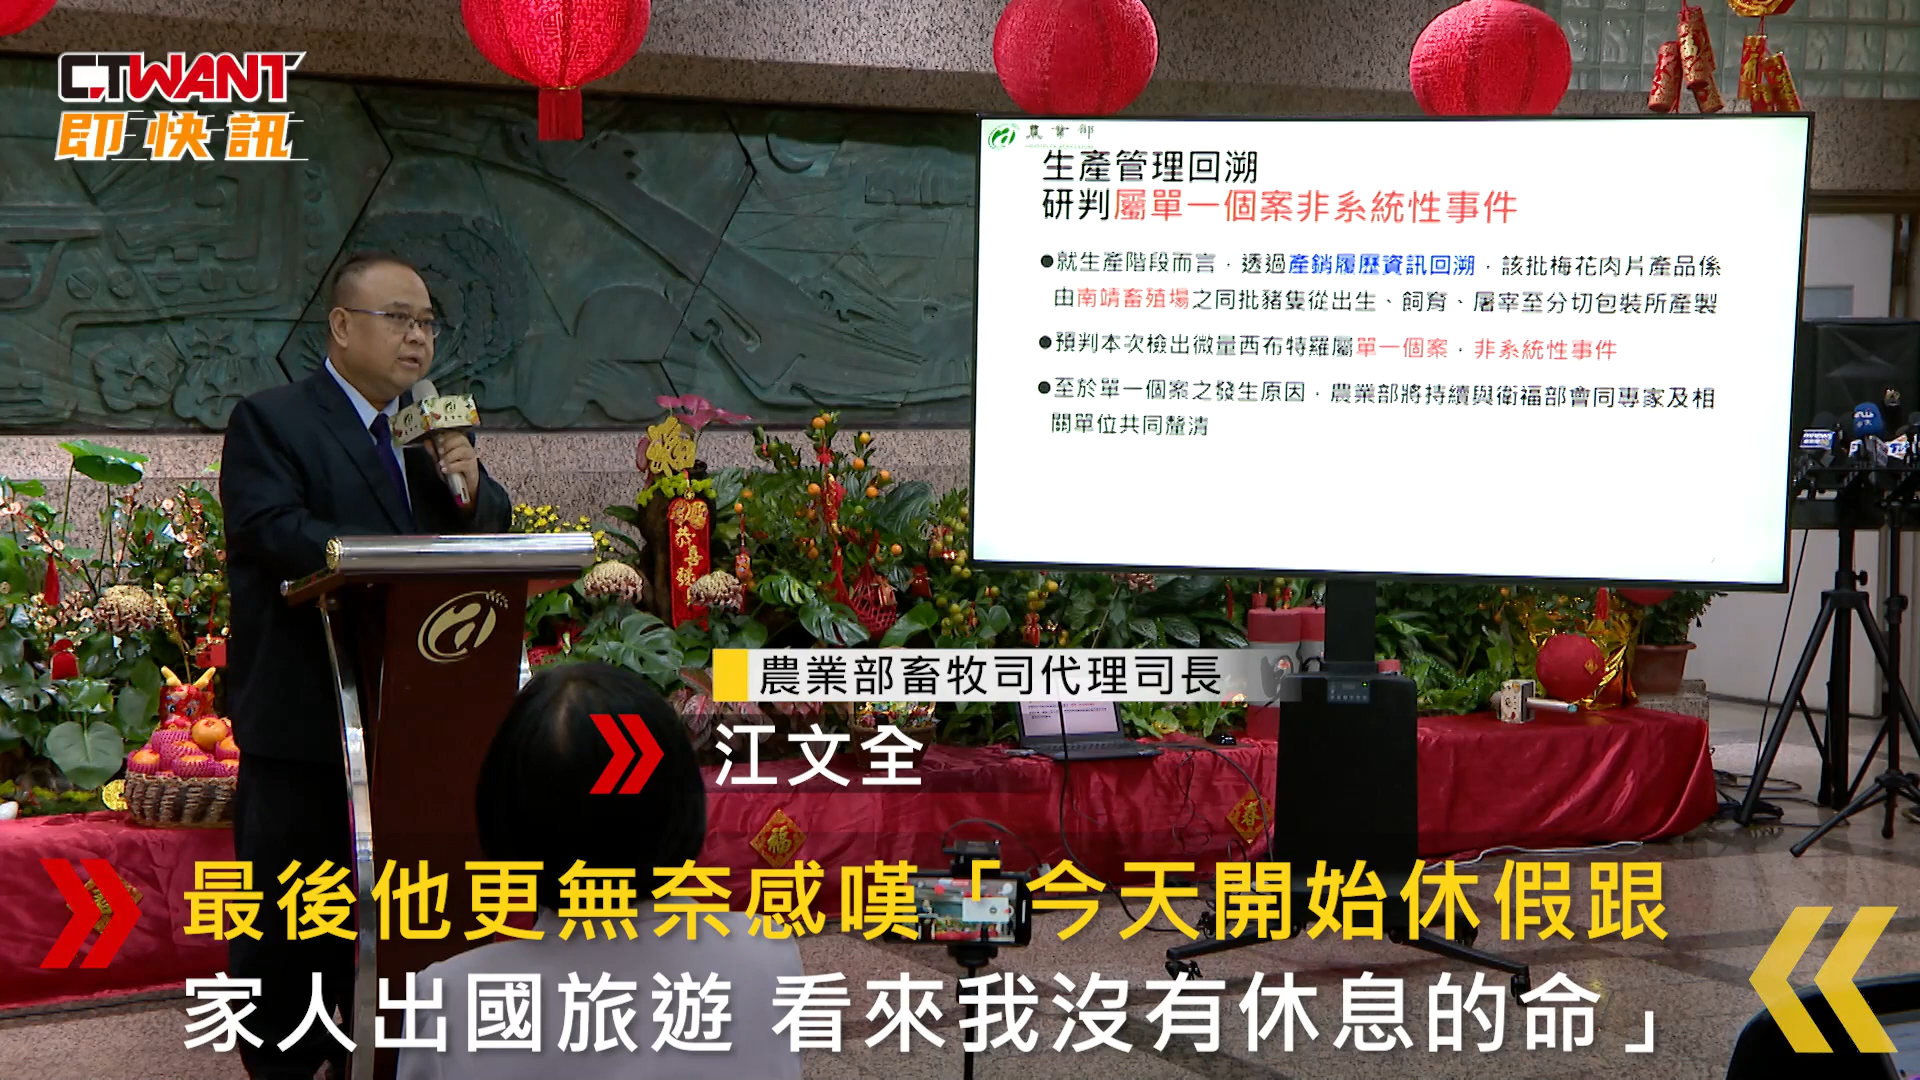 CTWANT
即快訊
農業部
生產管理回溯
研判屬單一個案非系統性事件
●就生產階段而言，透過產銷履歷資訊回溯，該批梅花肉片產品係
由南靖畜殖場之同批豬隻從出生、飼育、屠宰至分切包裝所產製
●預判本次檢出微量西布特羅屬單一個案，非系統性事件
●至於單一個案之發生原因，農業部將持續與衛福部會同專家及相
關單位共同釐清
恭喜發
農業部畜牧司代理司長
江文全
福
春
最後他更無奈感嘆「今天開始休假跟
家人出國旅遊 看來我沒有休息的命」